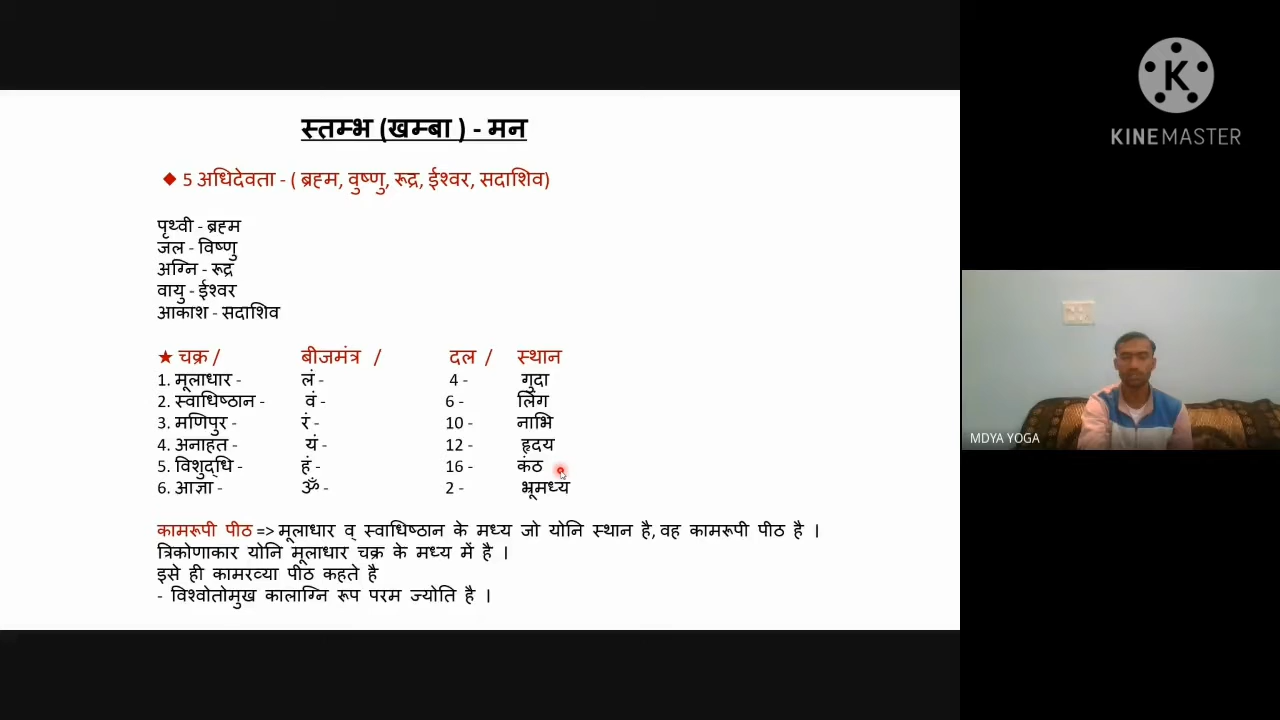 स्तम्भ (खम्बा ) - मन
◆ 5 अधिदेवता - ( ब्रह्म, वुष्णु, रूद्र, ईश्वर, सदाशिव)
पृथ्वी - ब्रह्म
जल - विष्णु
अग्नि - रूद्र
वायु - ईश्वर
आकाश - सदाशिव
★ चक्र / बीजमंत्र / दल / स्थान
1. मूलाधार - लं - 4 - गुदा
2. स्वाधिष्ठान - वं - 6 - लिंग
3. मणिपुर - रं - 10 - नाभि
4. अनाहत - यं - 12 - हृदय
5. विशुद्धि - हं - 16 - कंठ
6. आज्ञा - ॐ - 2 - भ्रूमध्य
कामरूपी पीठ => मूलाधार व् स्वाधिष्ठान के मध्य जो योनि स्थान है, वह कामरूपी पीठ है ।
त्रिकोणाकार योनि मूलाधार चक्र के मध्य में है ।
इसे ही कामरव्या पीठ कहते है
- विश्वोतोमुख कालाग्नि रूप परम ज्योति है ।
K
KINEMASTER
MDYA YOGA